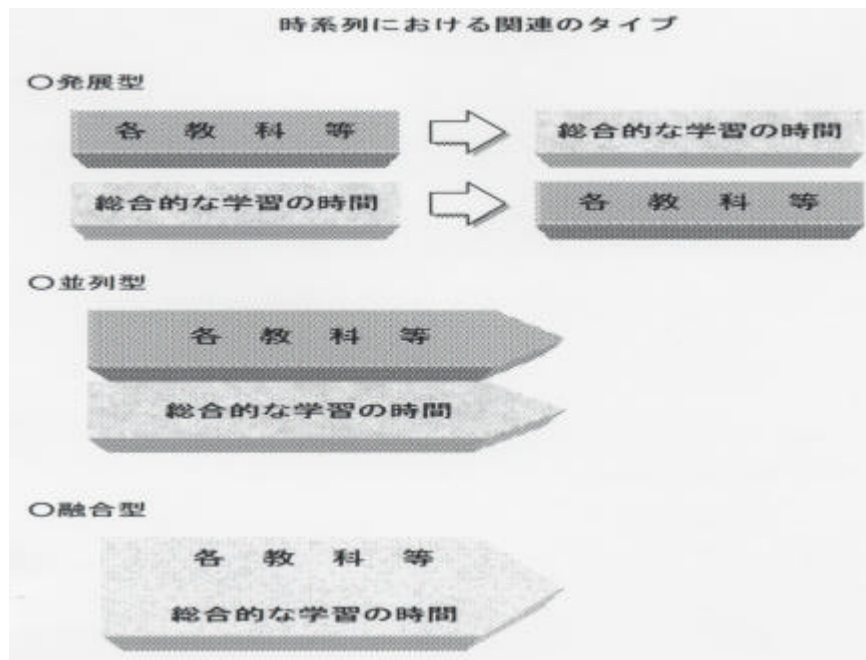 時系列における関連のタイプ
〇発展型
各教科等
総合的な学習の時間
総合的な学習の時間
各教科等
〇並列型
各教科等
総合的な学習の時間
〇融合型
各教科等
総合的な学習の時間